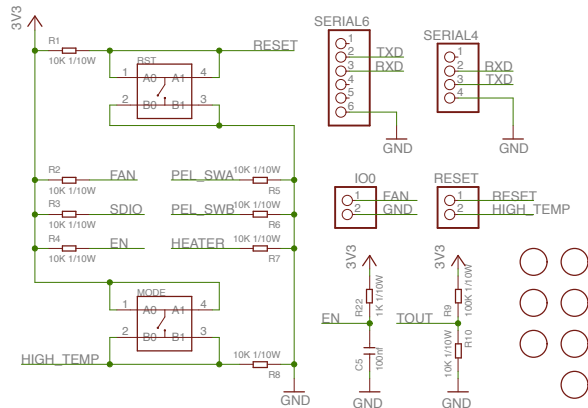 3V3
R1
10K 1/10W
RESET
RST
1 A0 A1 4
2 B0 B1 3
R2
FAN
10K 1/10W
R3
SDIO
10K 1/10W
R4
EN
10K 1/10W
PEL_SWA
10K 1/10W
R5
PEL_SWB
10K 1/10W
R6
HEATER
10K 1/10W
R7
MODE
1 A0 A1 4
2 B0 B1 3
HIGH_TEMP
10K 1/10W
R8
GND
SERIAL6
1
2 TXD
3 RXD
4
5
6
GND
SERIAL4
1
2 RXD
3 TXD
4
GND
IO0
1 FAN
2 GND
RESET
1 RESET
2 HIGH_TEMP
3V3
R22
1K 1/10W
EN
C5
100nf
GND
3V3
R9
100K 1/10W
TOUT
R10
10K 1/10W
GND